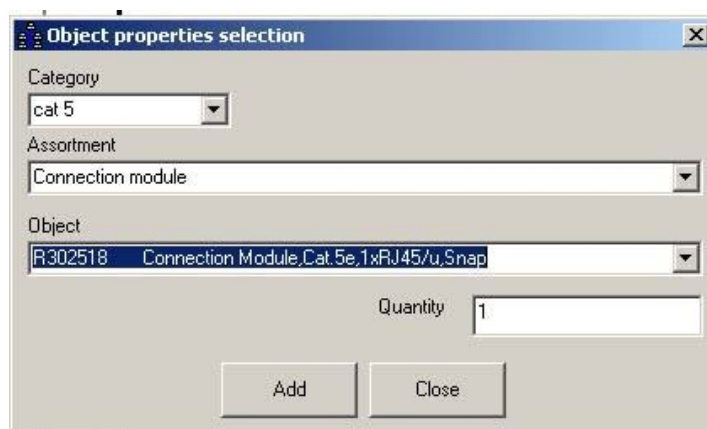 Object properties selection
Category
cat 5
Assortment
Connection module
Object
R302518 Connection Module,Cat.5e,1xRJ45/u,Snap
Quantity 1
Add Close